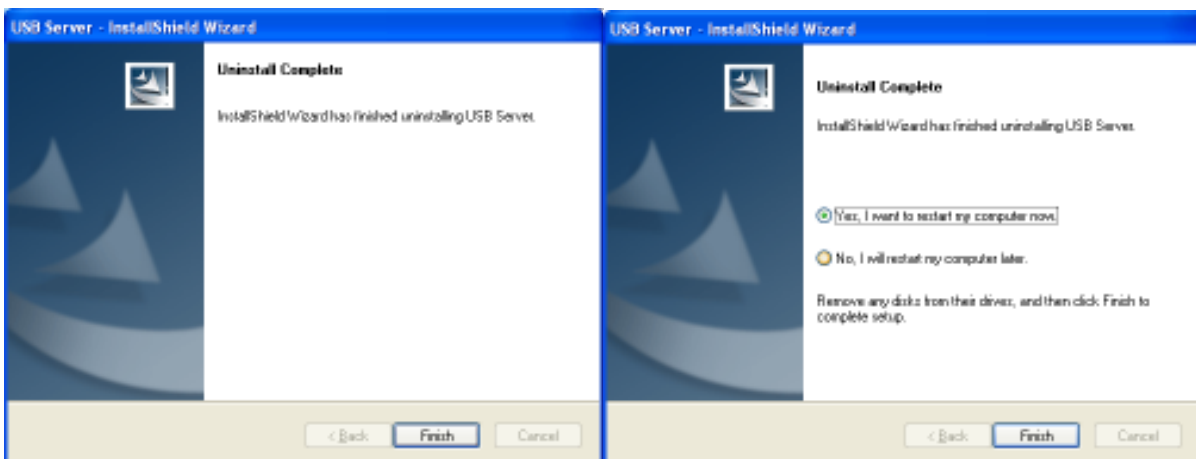 USB Server - InstallShield Wizard
Uninstall Complete
InstallShield Wizard has finished uninstalling USB Server.
< Back
Finish
Cancel
USB Server - InstallShield Wizard
Uninstall Complete
InstallShield Wizard has finished uninstalling USB Server.
Yes, I want to restart my computer now.
No, I will restart my computer later.
Remove any disks from their drives, and then click Finish to
complete setup.
< Back
Finish
Cancel